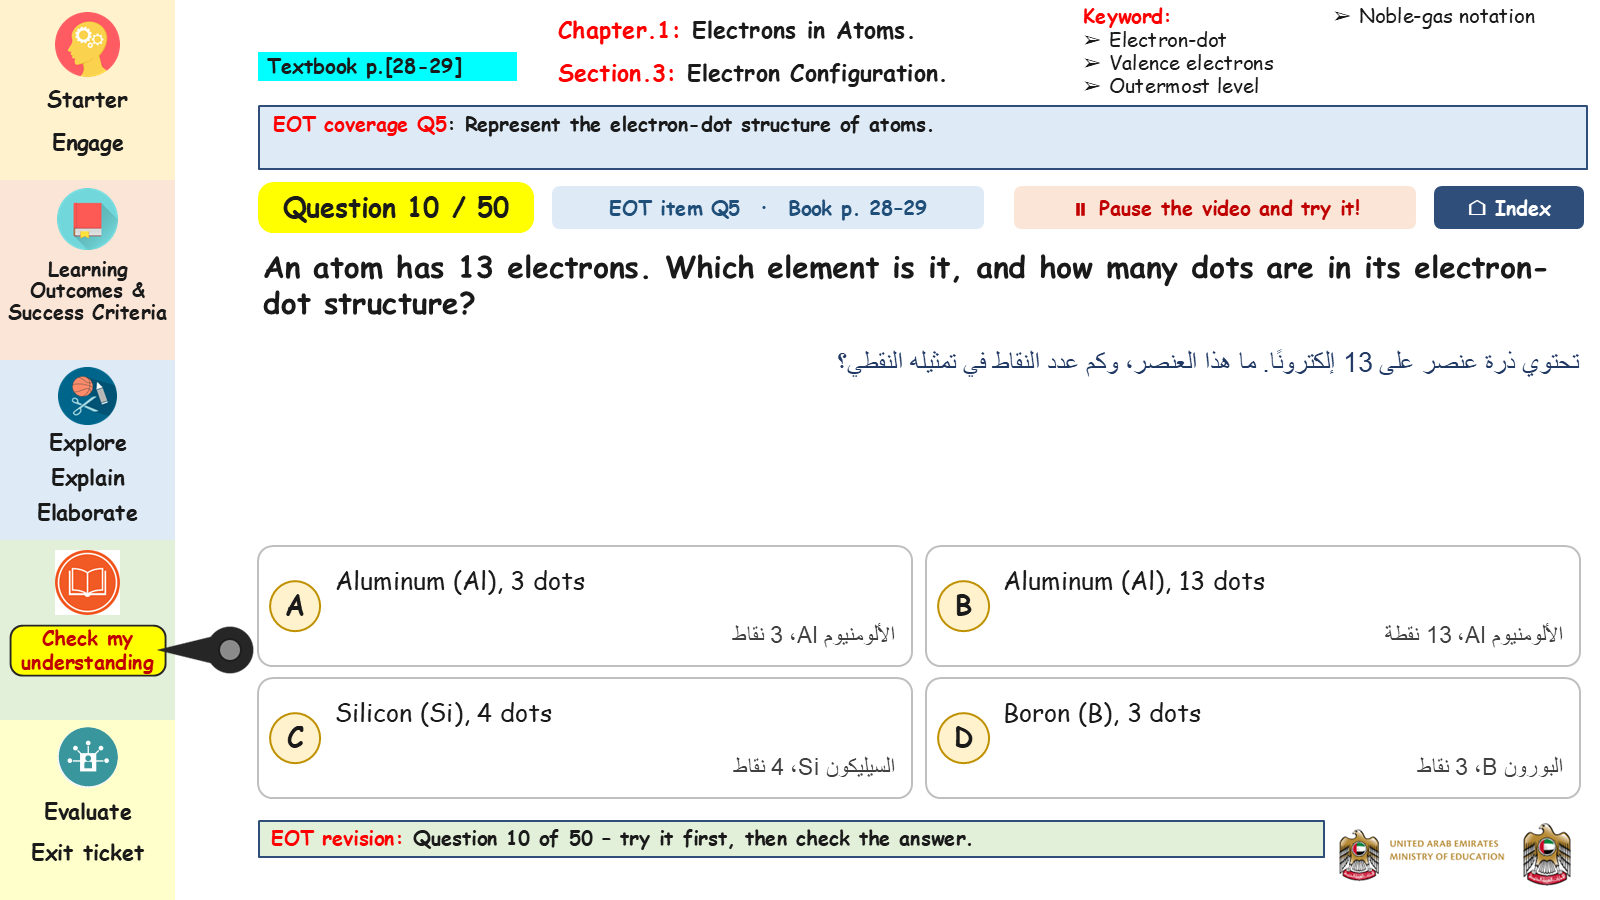 Starter
Engage
Learning
Outcomes &
Success Criteria
Explore
Explain
Elaborate
Check my
understanding
Evaluate
Exit ticket
Textbook p.[28-29]
Chapter.1: Electrons in Atoms.
Section.3: Electron Configuration.
Keyword:
➢ Electron-dot
➢ Valence electrons
➢ Outermost level
➢ Noble-gas notation
EOT coverage Q5: Represent the electron-dot structure of atoms.
Question 10 / 50
EOT item Q5 · Book p. 28–29
⏸ Pause the video and try it!
☖ Index
An atom has 13 electrons. Which element is it, and how many dots are in its electron-
dot structure?
تحتوي ذرة عنصر على 13 إلكترونًا. ما هذا العنصر، وكم عدد النقاط في تمثيله النقطي؟
A
Aluminum (Al), 3 dots
الألومنيوم Al، 3 نقاط
B
Aluminum (Al), 13 dots
الألومنيوم Al، 13 نقطة
C
Silicon (Si), 4 dots
السيليكون Si، 4 نقاط
D
Boron (B), 3 dots
البورون B، 3 نقاط
EOT revision: Question 10 of 50 – try it first, then check the answer.
UNITED ARAB EMIRATES
MINISTRY OF EDUCATION